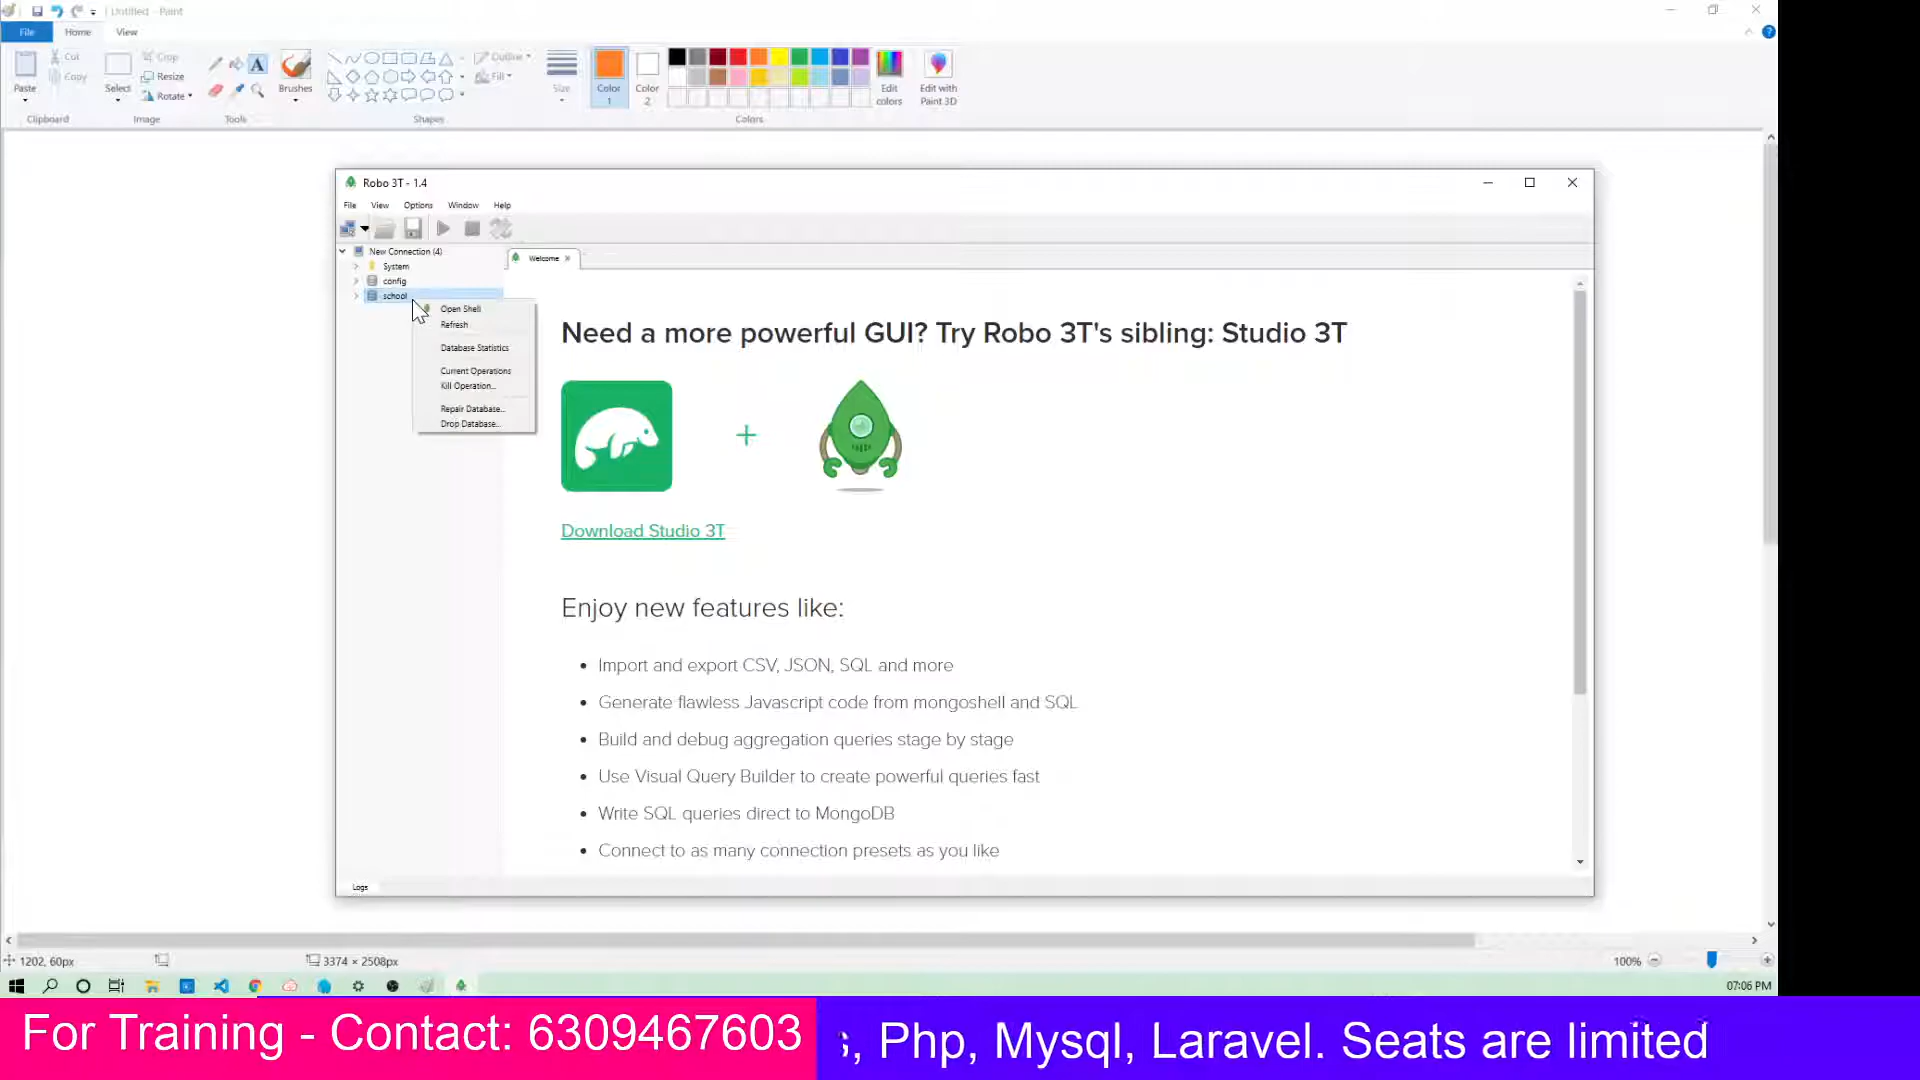 Untitled - Paint
File
Home
View
Paste
Cut
Copy
Clipboard
Select
Crop
Resize
Rotate
Image
Tools
Brushes
Shapes
Outline
Fill
Size
Color 1
Color 2
Edit colors
Edit with Paint 3D
Colors
Robo 3T - 1.4
File View Options Window Help
New Connection (4)
System
config
school
Welcome
Open Shell
Refresh
Database Statistics
Current Operations
Kill Operation...
Repair Database...
Drop Database...
Need a more powerful GUI? Try Robo 3T's sibling: Studio 3T
+
Download Studio 3T
Enjoy new features like:
Import and export CSV, JSON, SQL and more
Generate flawless Javascript code from mongoshell and SQL
Build and debug aggregation queries stage by stage
Use Visual Query Builder to create powerful queries fast
Write SQL queries direct to MongoDB
Connect to as many connection presets as you like
Logs
1202, 60px
3374 × 2508px
100%
07:06 PM
For Training - Contact: 6309467603
, Php, Mysql, Laravel. Seats are limited